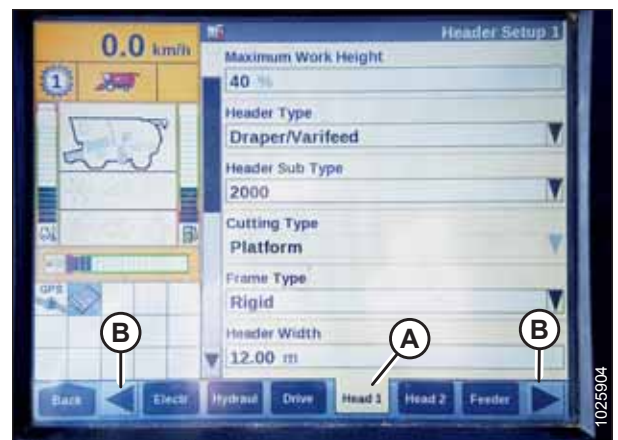 0.0 km/h
Header Setup 1
1
Maximum Work Height
40 %
Header Type
Draper/Varifeed
Header Sub Type
2000
Cutting Type
Platform
Frame Type
Rigid
GPS
Header Width
12.00 m
B
A
B
Back
Electr
Hydraul
Drive
Head 1
Head 2
Feeder
1025904